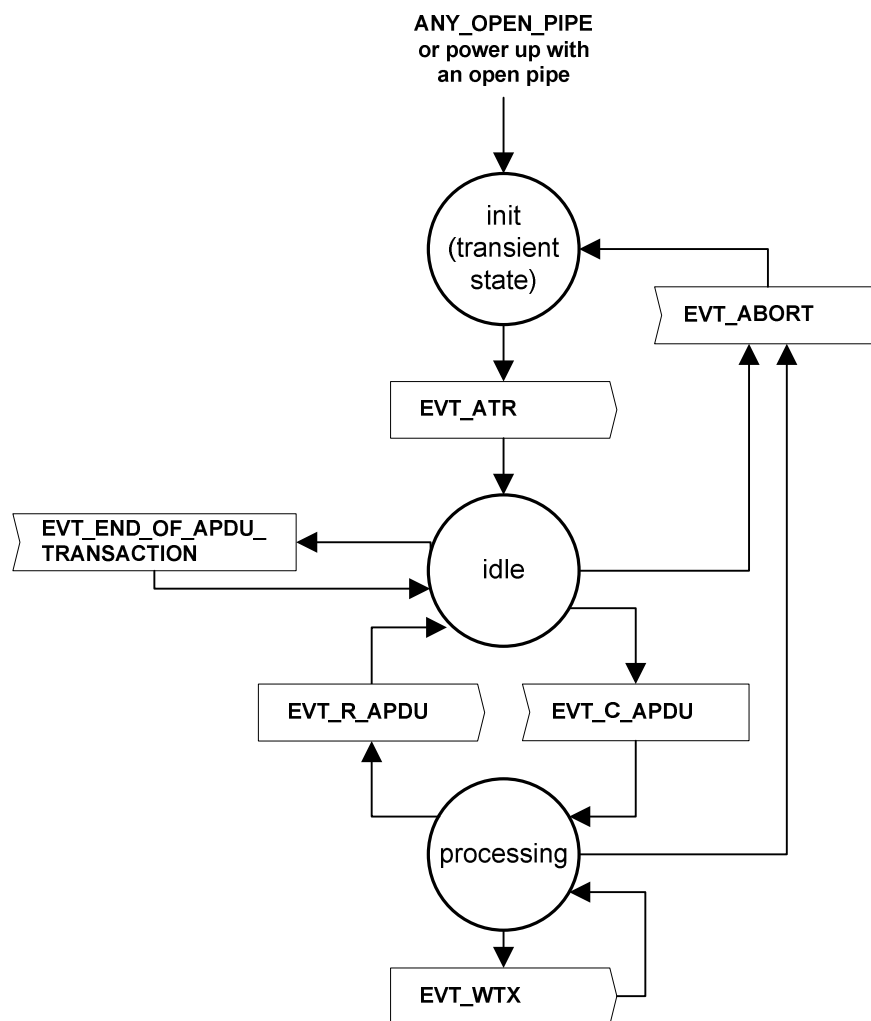 ANY_OPEN_PIPE
or power up with
an open pipe
init
(transient
state)
EVT_ABORT
EVT_ATR
EVT_END_OF_APDU_
TRANSACTION
idle
EVT_R_APDU
EVT_C_APDU
processing
EVT_WTX